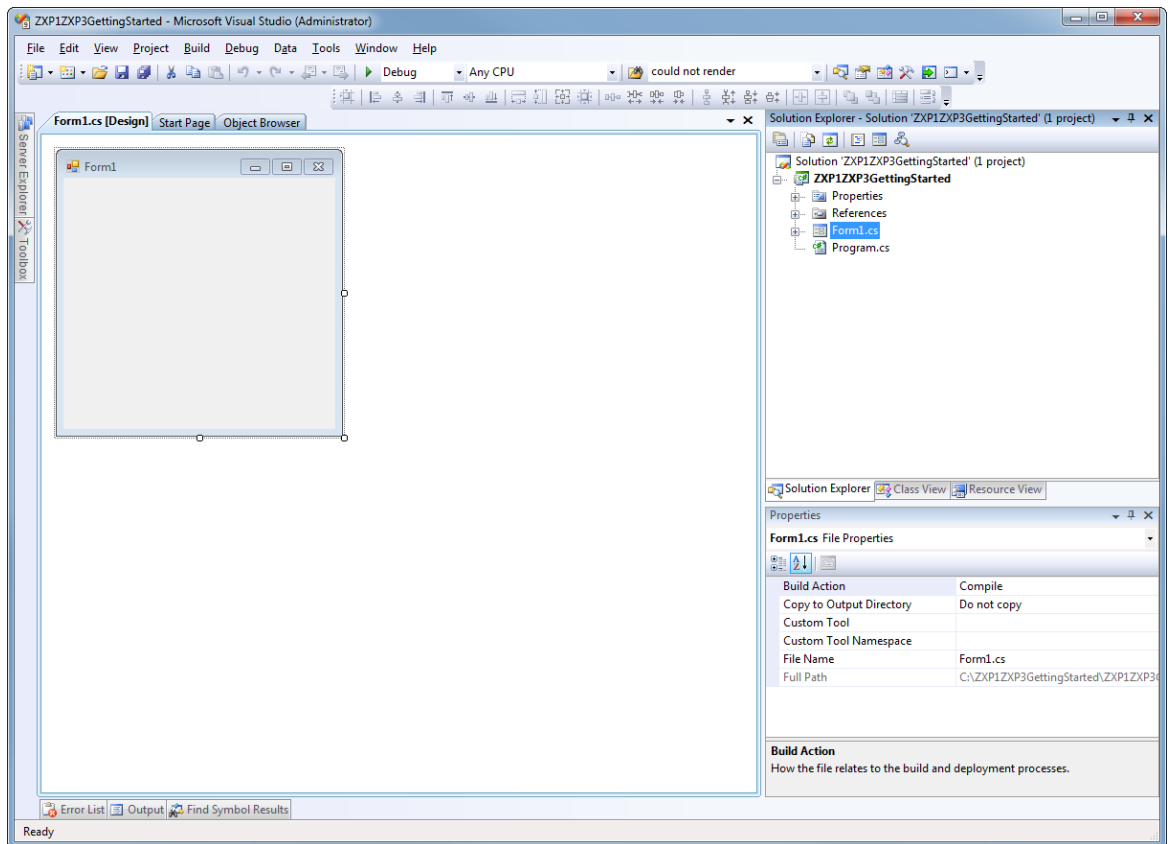 ZXP1ZXP3GettingStarted - Microsoft Visual Studio (Administrator)
File Edit View Project Build Debug Data Tools Window Help
Debug Any CPU could not render
Form1.cs [Design] Start Page Object Browser
Server Explorer
Toolbox
Form1
Solution Explorer - Solution 'ZXP1ZXP3GettingStarted' (1 project)
Solution 'ZXP1ZXP3GettingStarted' (1 project)
ZXP1ZXP3GettingStarted
Properties
References
Form1.cs
Program.cs
Solution Explorer Class View Resource View
Properties
Form1.cs File Properties
Build Action Compile
Copy to Output Directory Do not copy
Custom Tool
Custom Tool Namespace
File Name Form1.cs
Full Path C:\ZXP1ZXP3GettingStarted\ZXP1ZXP3G
Build Action
How the file relates to the build and deployment processes.
Error List Output Find Symbol Results
Ready